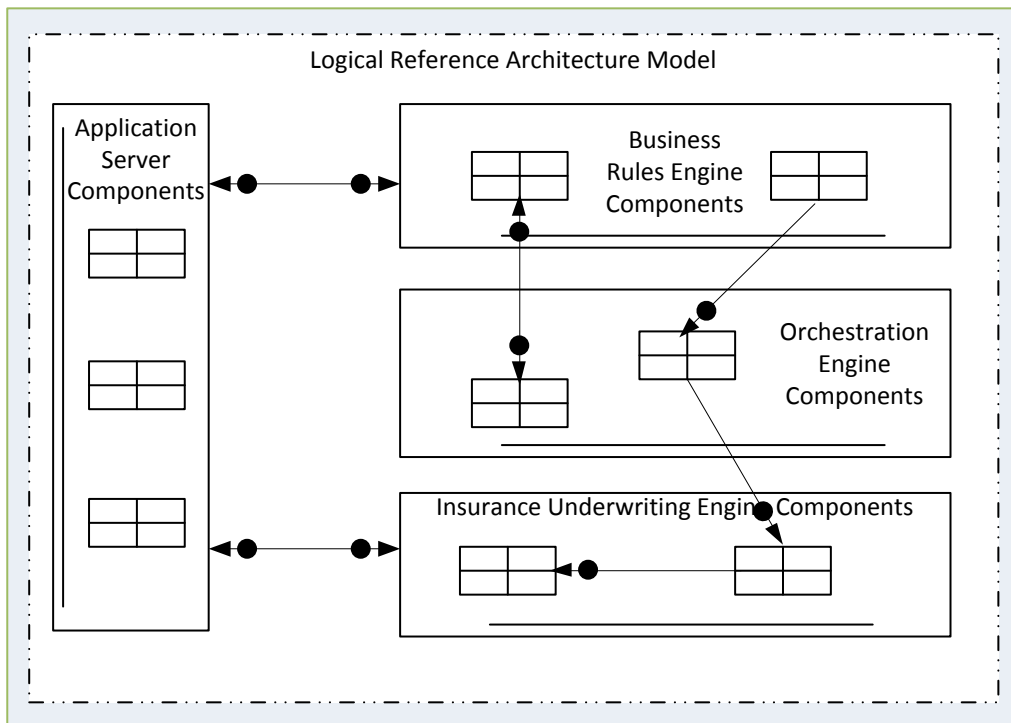 Logical Reference Architecture Model
Application
Server
Components
Business
Rules Engine
Components
Orchestration
Engine
Components
Insurance Underwriting Engine Components